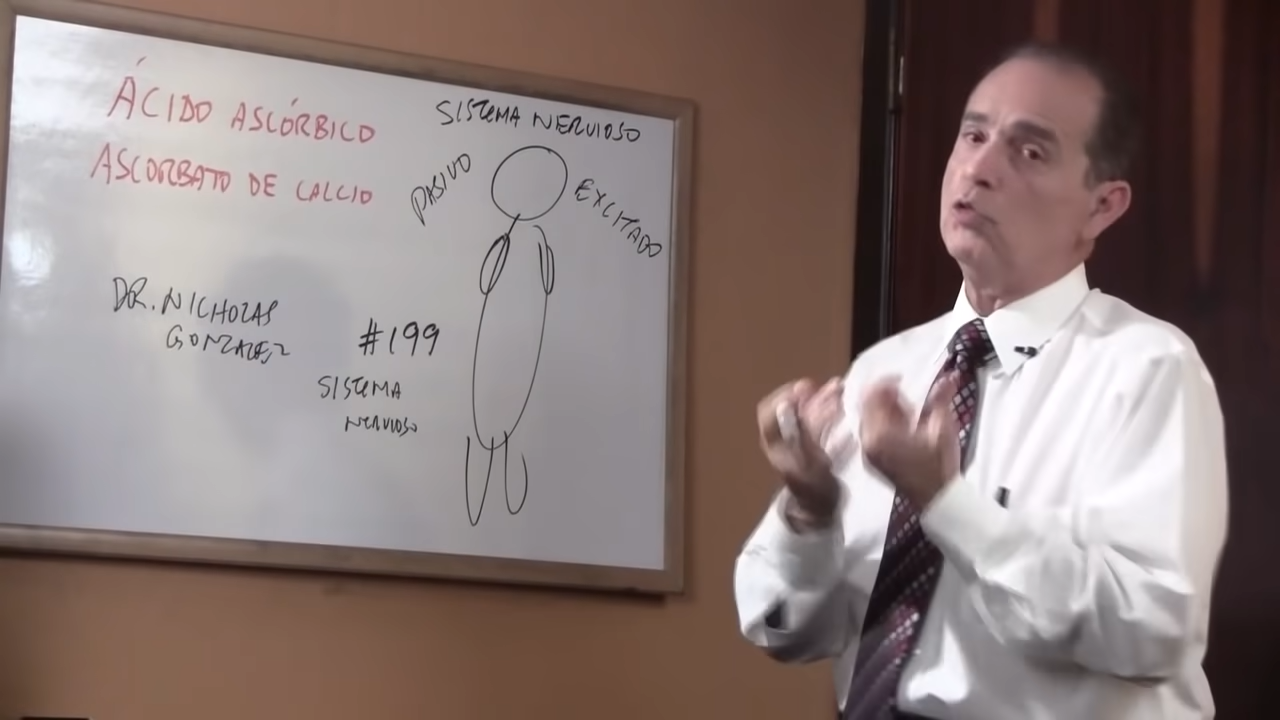 ÁCIDO ASCÓRBICO
ASCORBATO DE CALCIO
SISTEMA NERVIOSO
PASIVO
EXCITADO
DR. NICHOLAS
GONZALEZ
#199
SISTEMA
NERVIOSO